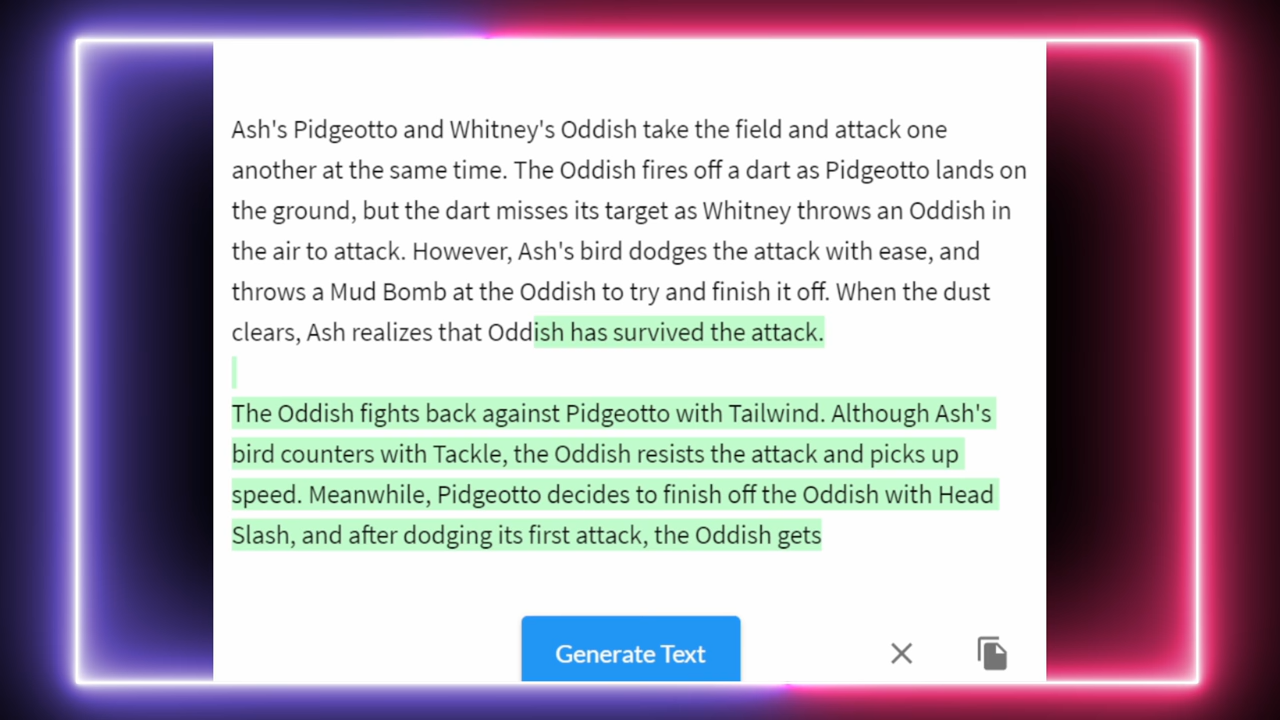 Ash's Pidgeotto and Whitney's Oddish take the field and attack one
another at the same time. The Oddish fires off a dart as Pidgeotto lands on
the ground, but the dart misses its target as Whitney throws an Oddish in
the air to attack. However, Ash's bird dodges the attack with ease, and
throws a Mud Bomb at the Oddish to try and finish it off. When the dust
clears, Ash realizes that Oddish has survived the attack.
The Oddish fights back against Pidgeotto with Tailwind. Although Ash's
bird counters with Tackle, the Oddish resists the attack and picks up
speed. Meanwhile, Pidgeotto decides to finish off the Oddish with Head
Slash, and after dodging its first attack, the Oddish gets
Generate Text